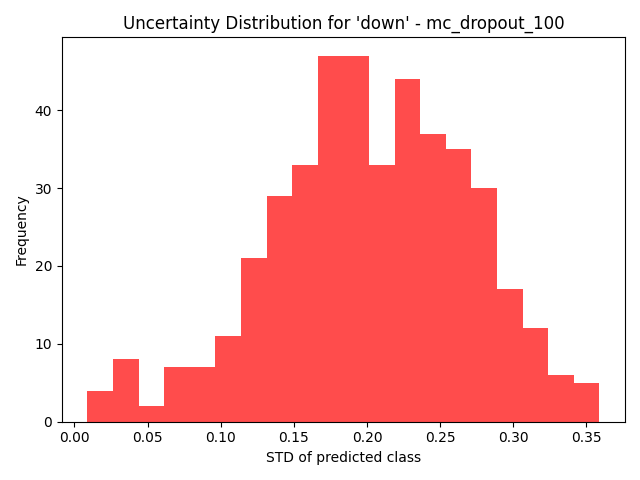 Uncertainty Distribution for 'down' - mc_dropout_100
Frequency
40
30
20
10
0
0.00 0.05 0.10 0.15 0.20 0.25 0.30 0.35
STD of predicted class